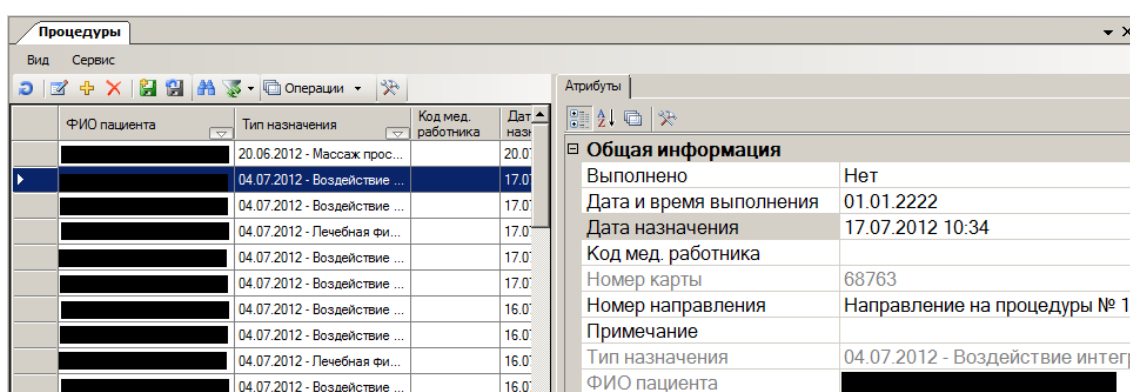 Процедуры
Вид Сервис
Операции
ФИО пациента Тип назначения Код мед. работника
20.06.2012 - Массаж прос...
04.07.2012 - Воздействие ... 17.0
04.07.2012 - Воздействие ... 17.0
04.07.2012 - Лечебная фи... 17.0
04.07.2012 - Воздействие ... 17.0
04.07.2012 - Воздействие ... 17.0
04.07.2012 - Воздействие ... 16.0
04.07.2012 - Воздействие ... 16.0
04.07.2012 - Лечебная фи... 16.0
04.07.2012 - Воздействие ... 16.0
Атрибуты
Общая информация
Выполнено Нет
Дата и время выполнения 01.01.2222
Дата назначения 17.07.2012 10:34
Код мед. работника
Номер карты 68763
Номер направления Направление на процедуры № 1
Примечание
Тип назначения 04.07.2012 - Воздействие интег
ФИО пациента